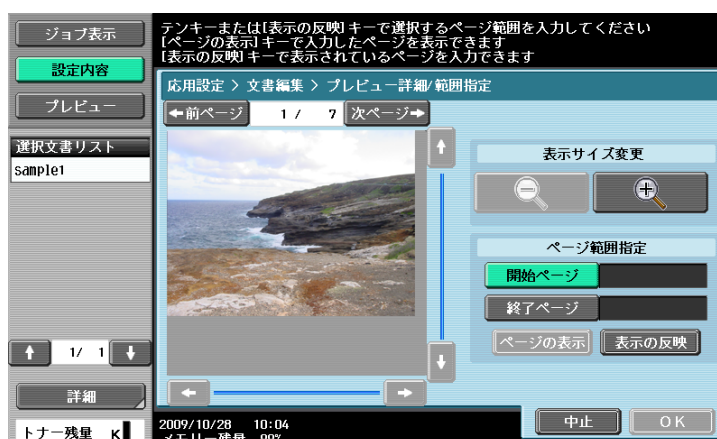 ジョブ表示
設定内容
プレビュー
選択文書リスト
sample1
1/ 1
詳細
トナー残量 K
テンキーまたは[表示の反映]キーで選択するページ範囲を入力してください
[ページの表示]キーで入力したページを表示できます
[表示の反映]キーで表示されているページを入力できます
応用設定 > 文書編集 > プレビュー詳細/範囲指定
←前ページ 1 / 7 次ページ→
表示サイズ変更
ページ範囲指定
開始ページ
終了ページ
ページの表示 表示の反映
中止 OK
2009/10/28 10:04
メモリー残量 99%